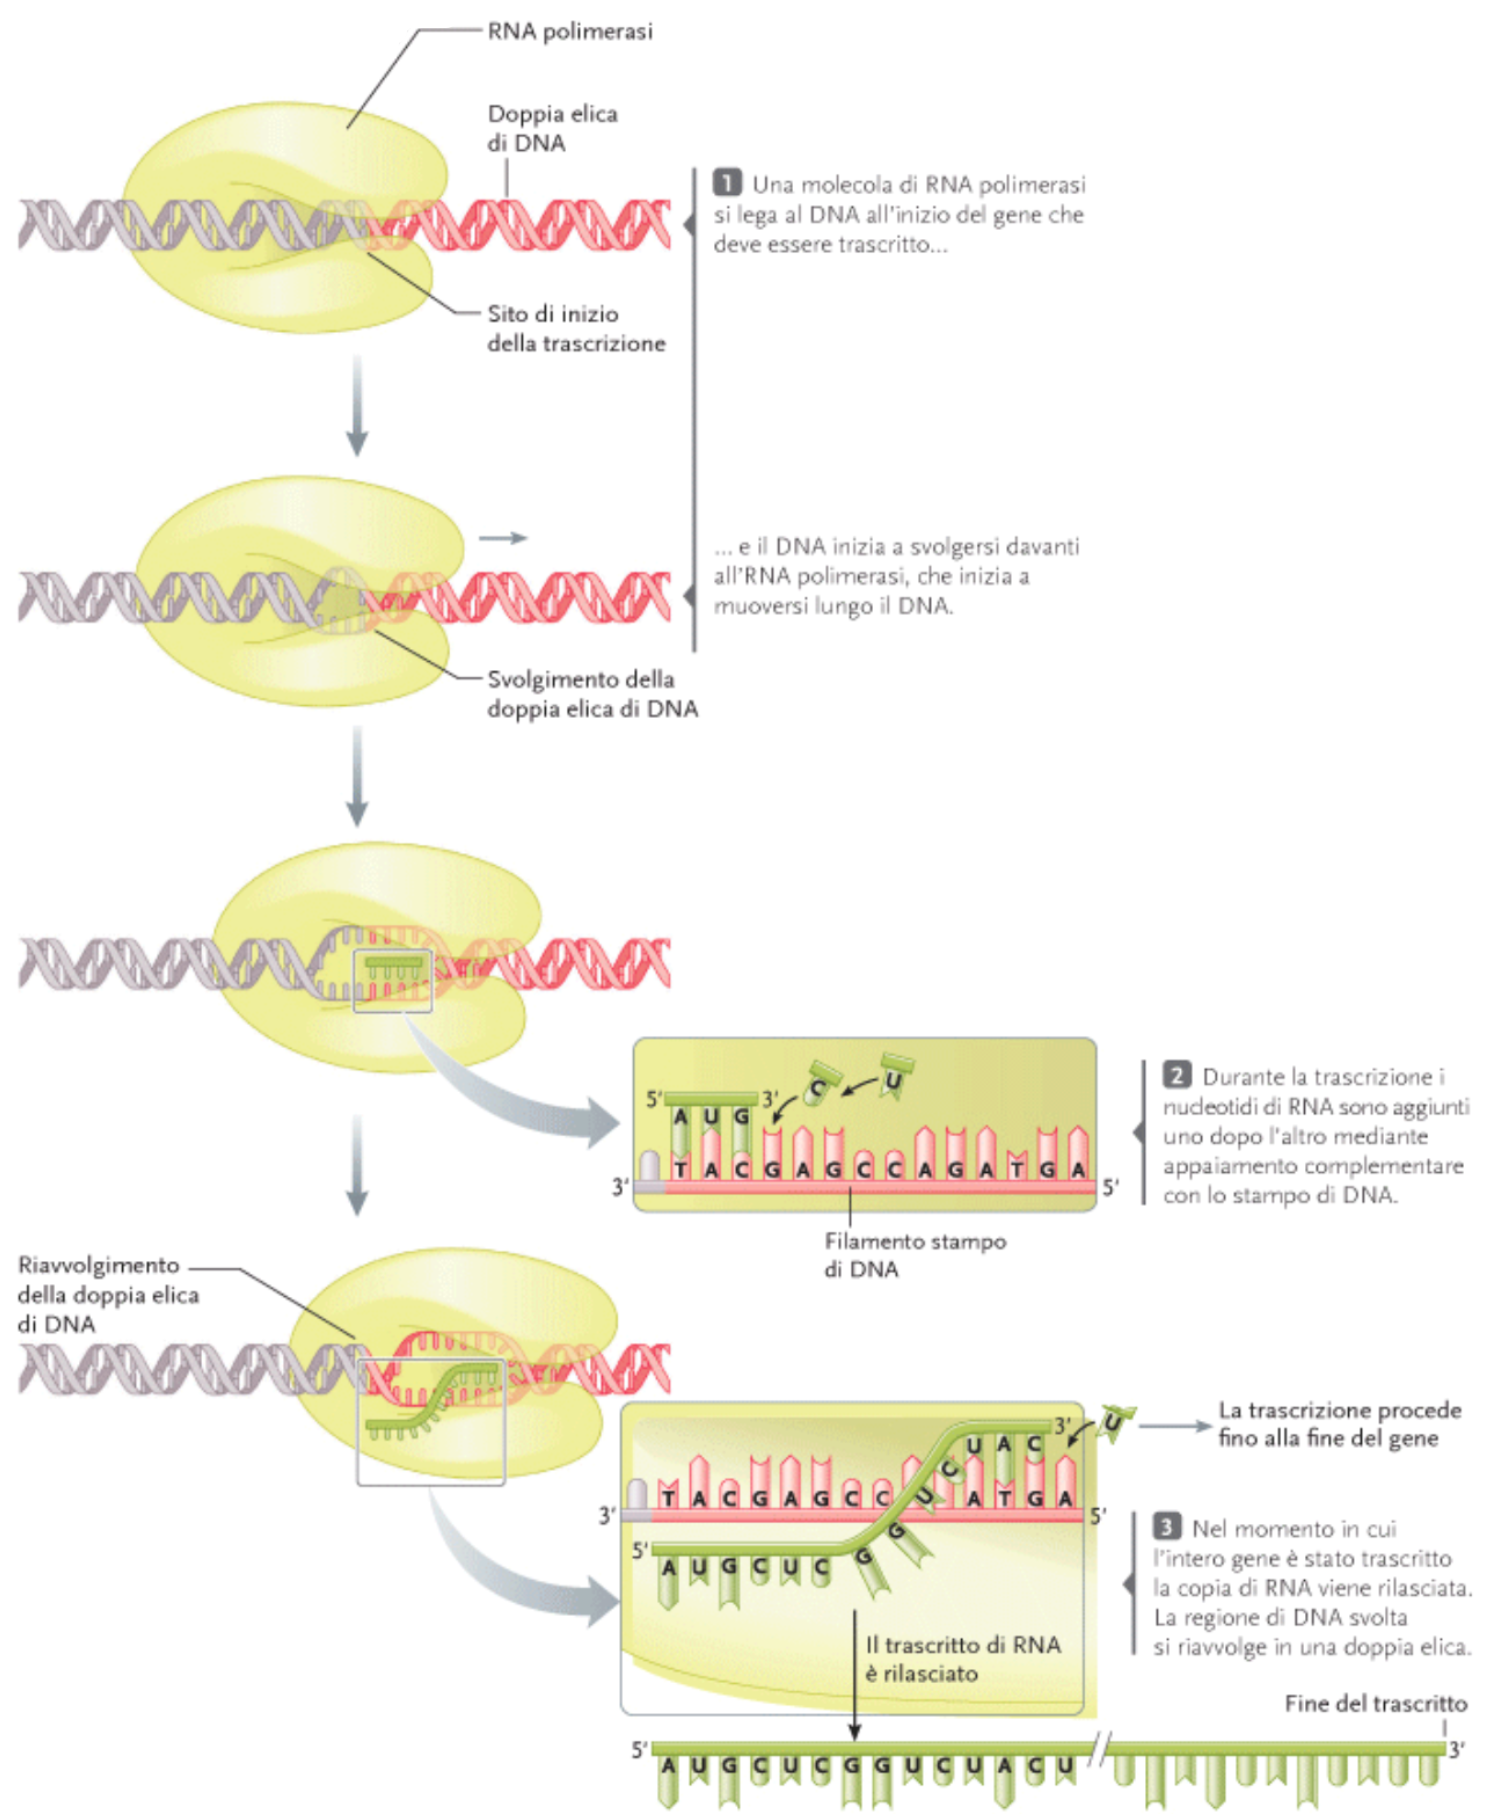 RNA polimerasi
Doppia elica
di DNA
1 Una molecola di RNA polimerasi
si lega al DNA all'inizio del gene che
deve essere trascritto...
Sito di inizio
della trascrizione
... e il DNA inizia a svolgersi davanti
all'RNA polimerasi, che inizia a
muoversi lungo il DNA.
Svolgimento della
doppia elica di DNA
C U
5' 3'
A U G
T A C G A G C C A G A T G A
3' 5'
Filamento stampo
di DNA
2 Durante la trascrizione i
nucleotidi di RNA sono aggiunti
uno dopo l'altro mediante
appaiamento complementare
con lo stampo di DNA.
Riavvolgimento
della doppia elica
di DNA
3' U
La trascrizione procede
fino alla fine del gene
T A C G A G C C A T G A
3' 5'
5'
A U G C U C G G U C U A C
3 Nel momento in cui
l'intero gene è stato trascritto
la copia di RNA viene rilasciata.
La regione di DNA svolta
si riavvolge in una doppia elica.
Il trascritto di RNA
è rilasciato
Fine del trascritto
5' 3'
A U G C U C G G U C U A C U